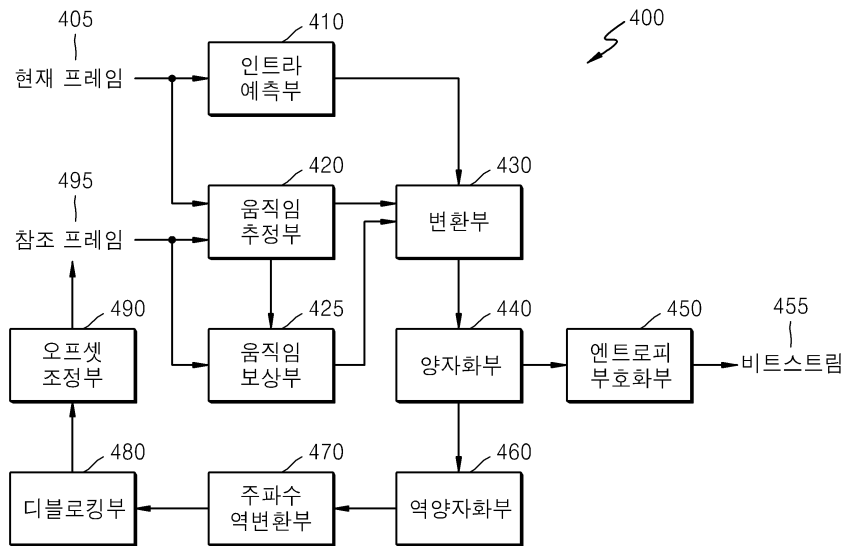 405
현재 프레임
410
인트라
예측부
400
495
참조 프레임
420
움직임
추정부
430
변환부
490
오프셋
조정부
425
움직임
보상부
440
양자화부
450
엔트로피
부호화부
455
비트스트림
480
디블로킹부
470
주파수
역변환부
460
역양자화부